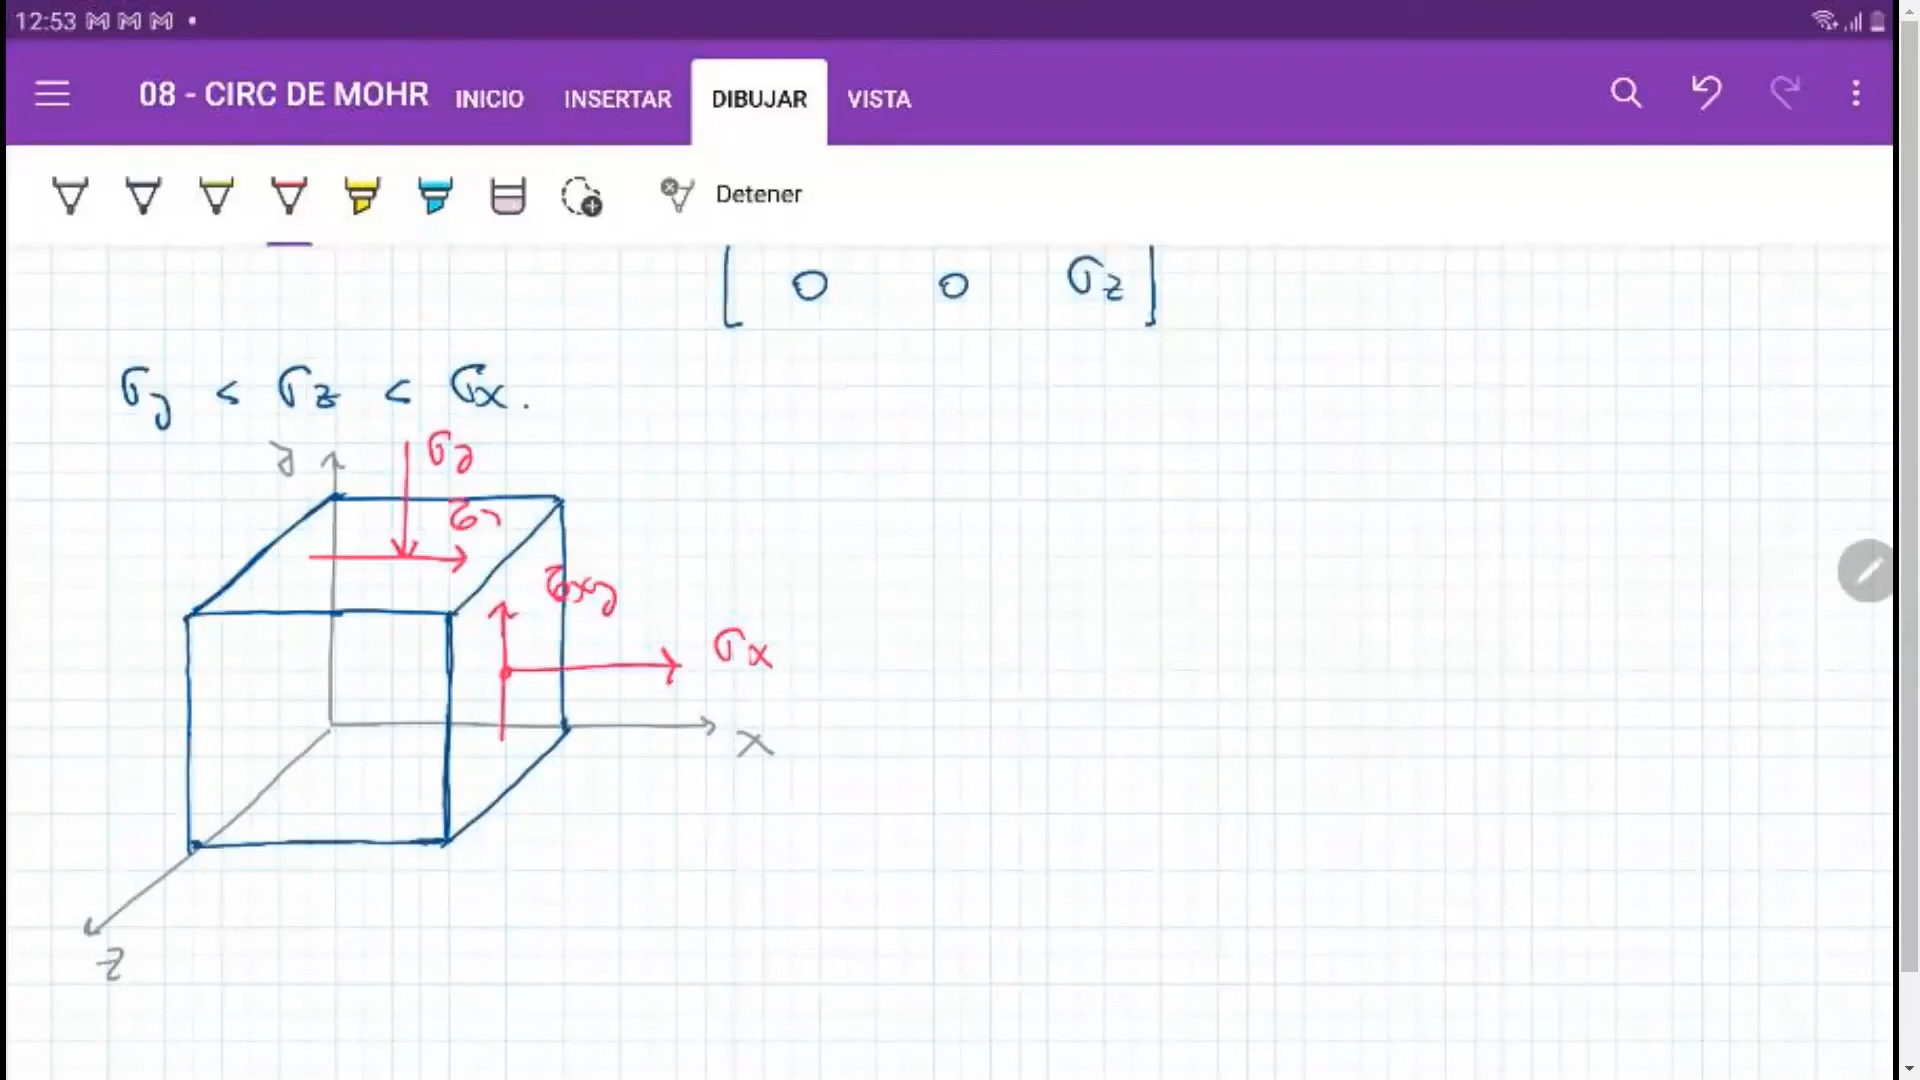 12:53
08 - CIRC DE MOHR INICIO INSERTAR DIBUJAR VISTA
Detener
[ 0 0 σz ]
σy < σz < σx.
y
σy
τxy
σx
x
z